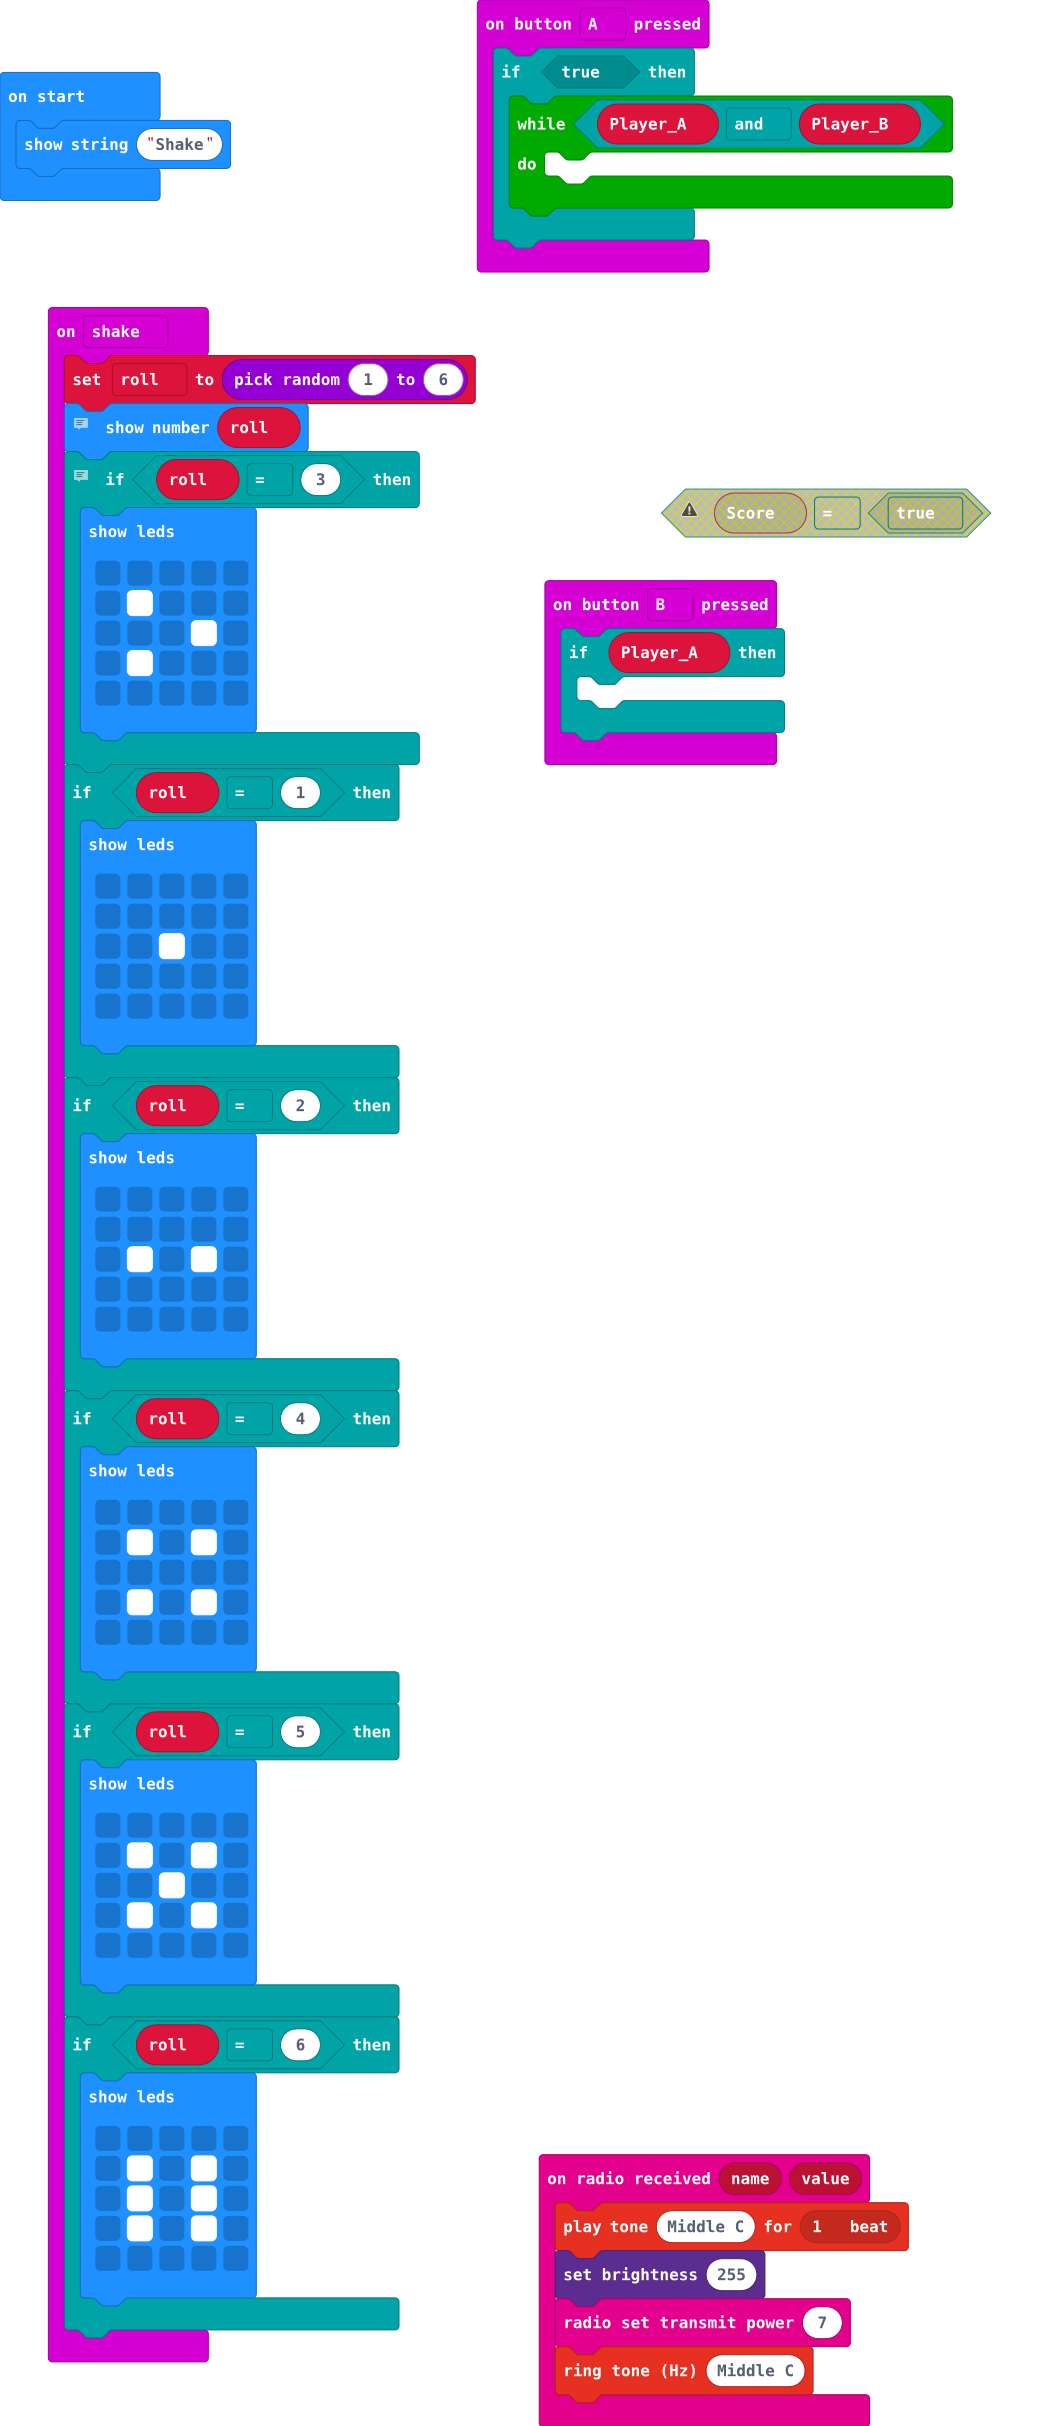 on button A pressed
if true then
while Player_A and Player_B
do
on start
show string "Shake"
on shake
set roll to pick random 1 to 6
show number roll
if roll = 3 then
show leds
if roll = 1 then
show leds
if roll = 2 then
show leds
if roll = 4 then
show leds
if roll = 5 then
show leds
if roll = 6 then
show leds
Score = true
on button B pressed
if Player_A then
on radio received name value
play tone Middle C for 1 beat
set brightness 255
radio set transmit power 7
ring tone (Hz) Middle C